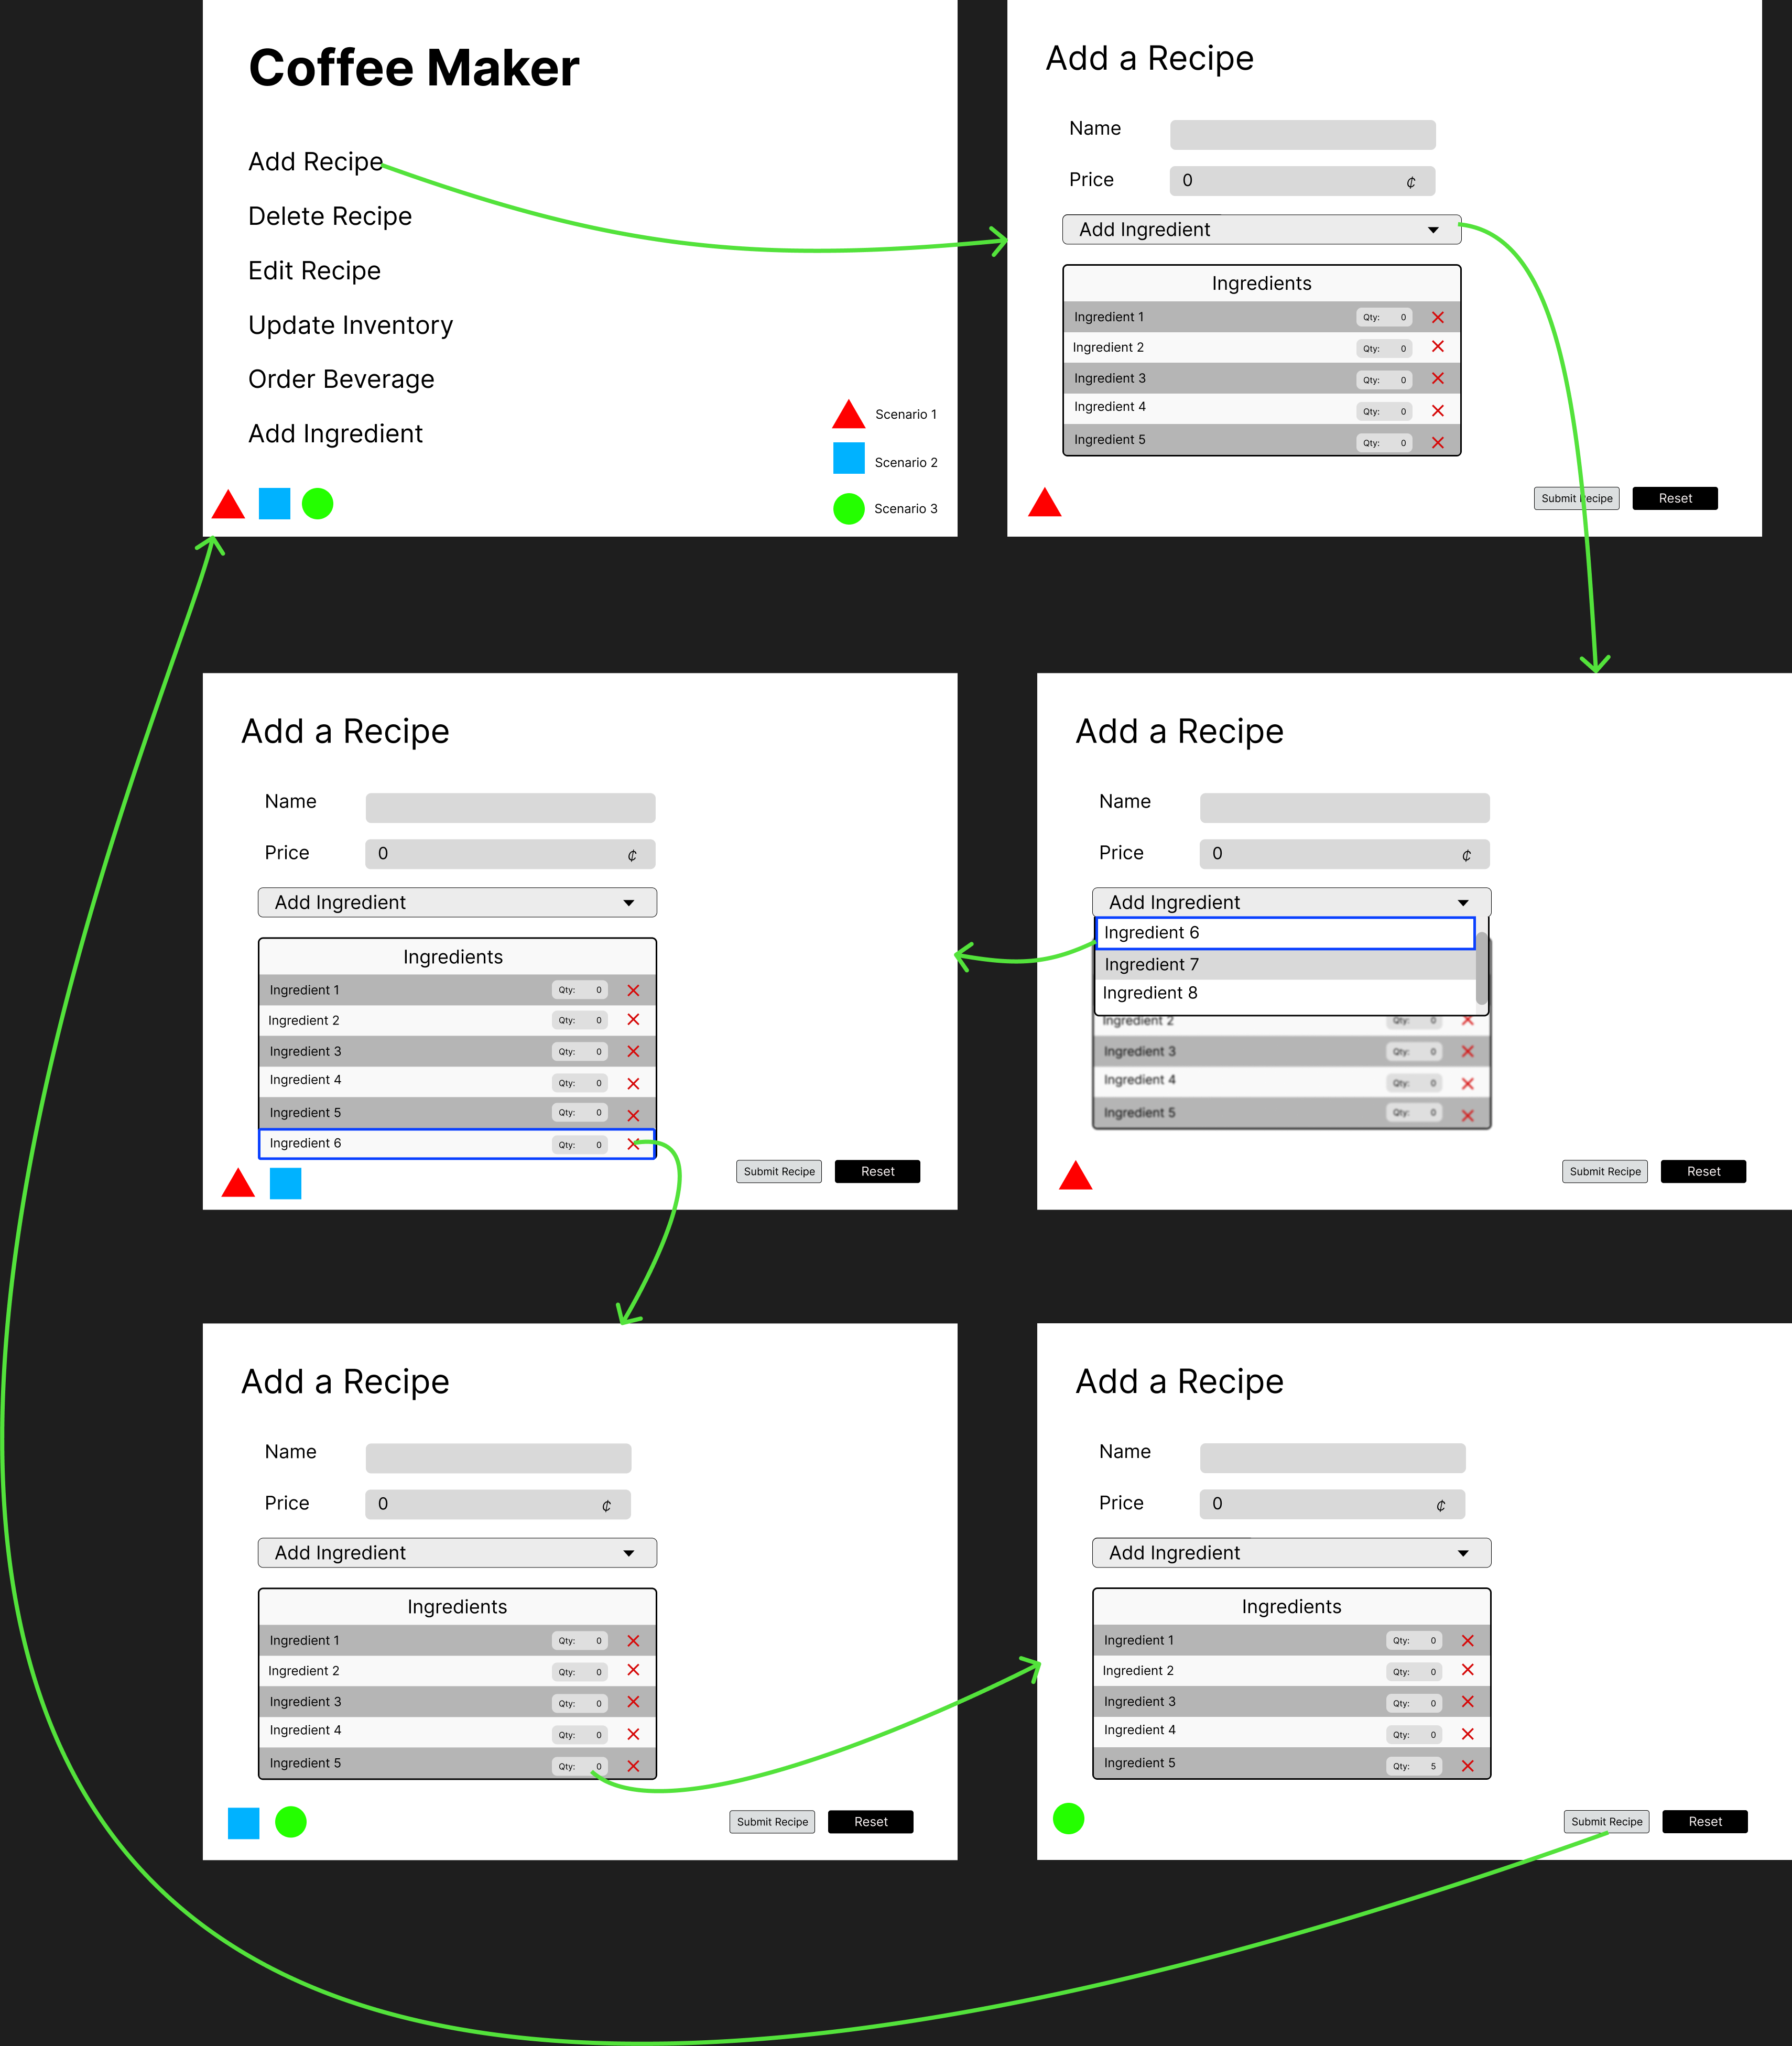 Coffee Maker
Add Recipe
Delete Recipe
Edit Recipe
Update Inventory
Order Beverage
Add Ingredient
Scenario 1
Scenario 2
Scenario 3
Add a Recipe
Name
Price 0 ¢
Add Ingredient
Ingredients
Ingredient 1 Qty: 0
Ingredient 2 Qty: 0
Ingredient 3 Qty: 0
Ingredient 4 Qty: 0
Ingredient 5 Qty: 0
Submit Recipe Reset
Add a Recipe
Name
Price 0 ¢
Add Ingredient
Ingredients
Ingredient 1 Qty: 0
Ingredient 2 Qty: 0
Ingredient 3 Qty: 0
Ingredient 4 Qty: 0
Ingredient 5 Qty: 0
Ingredient 6 Qty: 0
Submit Recipe Reset
Add a Recipe
Name
Price 0 ¢
Add Ingredient
Ingredient 6
Ingredient 7
Ingredient 8
Ingredient 2 Qty: 0
Ingredient 3 Qty: 0
Ingredient 4 Qty: 0
Ingredient 5 Qty: 0
Submit Recipe Reset
Add a Recipe
Name
Price 0 ¢
Add Ingredient
Ingredients
Ingredient 1 Qty: 0
Ingredient 2 Qty: 0
Ingredient 3 Qty: 0
Ingredient 4 Qty: 0
Ingredient 5 Qty: 0
Submit Recipe Reset
Add a Recipe
Name
Price 0 ¢
Add Ingredient
Ingredients
Ingredient 1 Qty: 0
Ingredient 2 Qty: 0
Ingredient 3 Qty: 0
Ingredient 4 Qty: 0
Ingredient 5 Qty: 5
Submit Recipe Reset